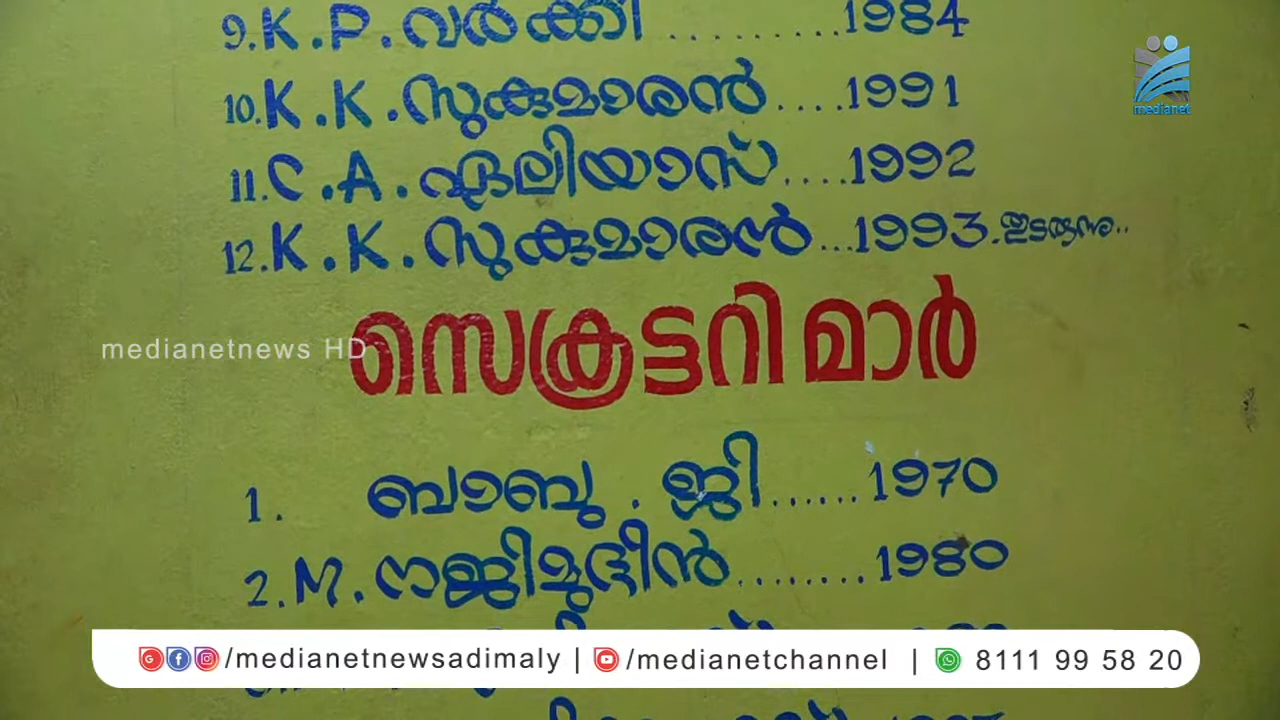 9. K.P. വർക്കി .........1984
medianet
10. K.K. സുകുമാരൻ....1991
11. C.A. ഏലിയാസ്....1992
12. K.K. സുകുമാരൻ...1993. തുടരുന്നു..
medianetnews HD
സെക്രട്ടറിമാർ
1. ബാബു . ജി......1970
2. M. നജീമുദ്ദീൻ........1980
/medianetnewsadimaly | /medianetchannel | 8111 99 58 20